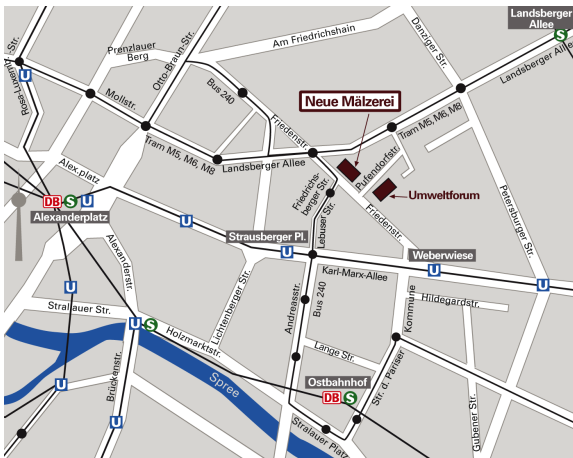 Landsberger
Allee
S
Rosa-Luxemb.-Str.
U
Prenzlauer
Berg
Otto-Braun-Str.
Am Friedrichshain
Danziger Str.
Landsberger Allee
Bus 240
Neue Mälzerei
Mollstr.
Friedenstr.
Tram M5, M6, M8
Tram M5, M6, M8
Landsberger Allee
Pufendorfstr.
Alex.platz
Friedrichs-
berger Str.
Umweltforum
DB S U
Alexanderplatz
Petersburger Str.
Friedenstr.
Lebuser Str.
U
Strausberger Pl.
U
Weberwiese
U
Alexanderstr.
Karl-Marx-Allee
U
U
Lichtenberger Str.
Andreasstr.
Bus 240
Kommune
Hildegardstr.
Stralauer Str.
U S
Holzmarktstr.
Lange Str.
Str. d. Pariser
Brückenstr.
Spree
Ostbahnhof
DB S
U
Gubener Str.
U
Stralauer Platz